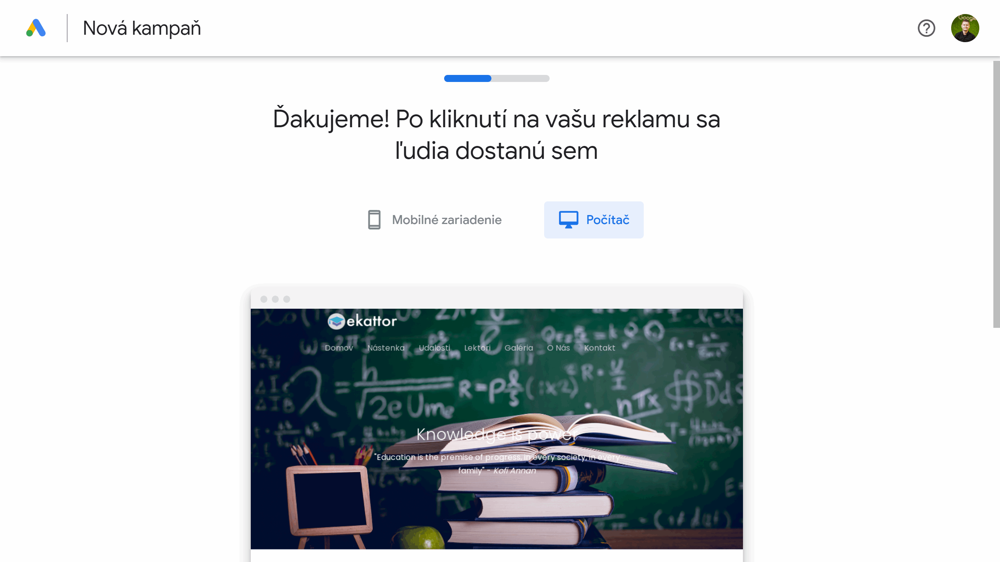 Nová kampaň
Google
Ďakujeme! Po kliknutí na vašu reklamu sa
ľudia dostanú sem
Mobilné zariadenie
Počítač
ekattor
Domov Nástenka Udalosti Lektori Galéria O Nás Kontakt
Knowledge is power
"Education is the premise of progress, in every society, in every
family" - Kofi Annan